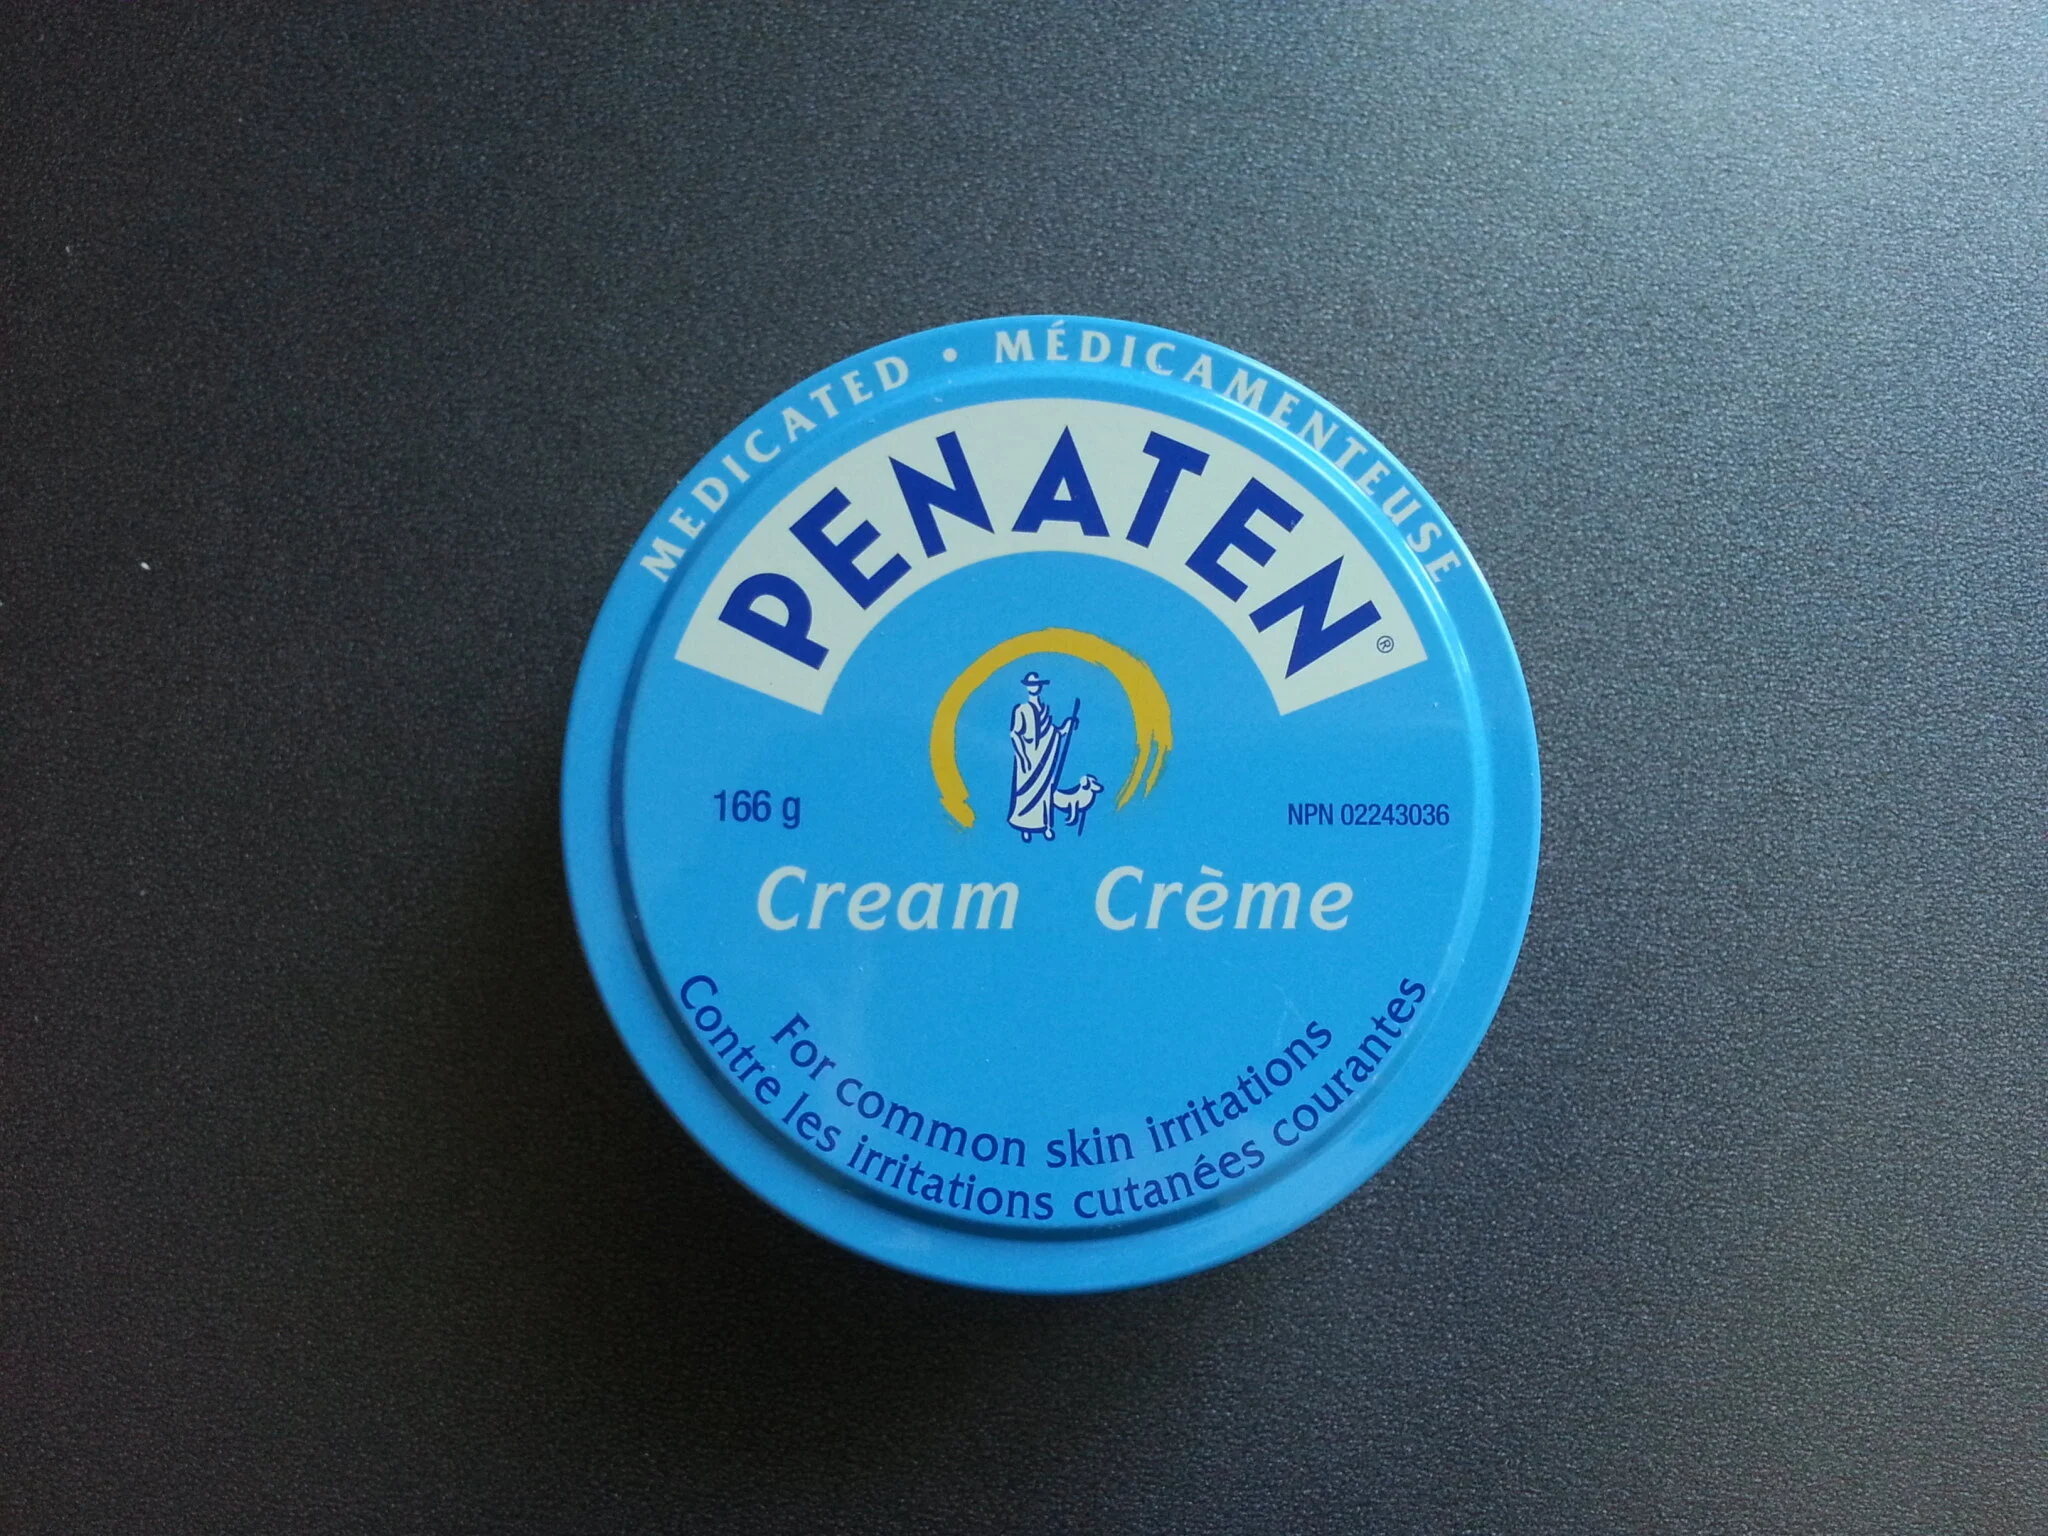 MEDICATED • MÉDICAMENTEUSE
PENATEN®
166 g
NPN 02243036
Cream Crème
For common skin irritations
Contre les irritations cutanées courantes